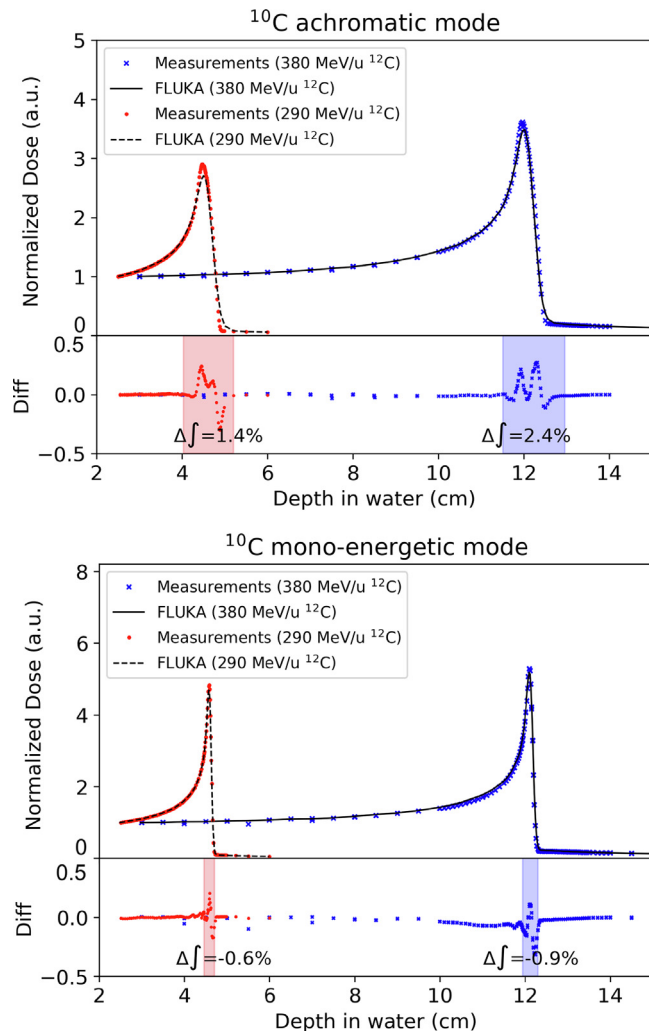 ¹⁰C achromatic mode
5
4
3
2
1
0
Normalized Dose (a.u.)
× Measurements (380 MeV/u ¹²C)
— FLUKA (380 MeV/u ¹²C)
• Measurements (290 MeV/u ¹²C)
--- FLUKA (290 MeV/u ¹²C)
0.5
0.0
−0.5
Diff
Δ∫=1.4% Δ∫=2.4%
2 4 6 8 10 12 14
Depth in water (cm)
¹⁰C mono-energetic mode
8
6
4
2
0
Normalized Dose (a.u.)
× Measurements (380 MeV/u ¹²C)
— FLUKA (380 MeV/u ¹²C)
• Measurements (290 MeV/u ¹²C)
--- FLUKA (290 MeV/u ¹²C)
0.5
0.0
−0.5
Diff
Δ∫=-0.6% Δ∫=-0.9%
2 4 6 8 10 12 14
Depth in water (cm)